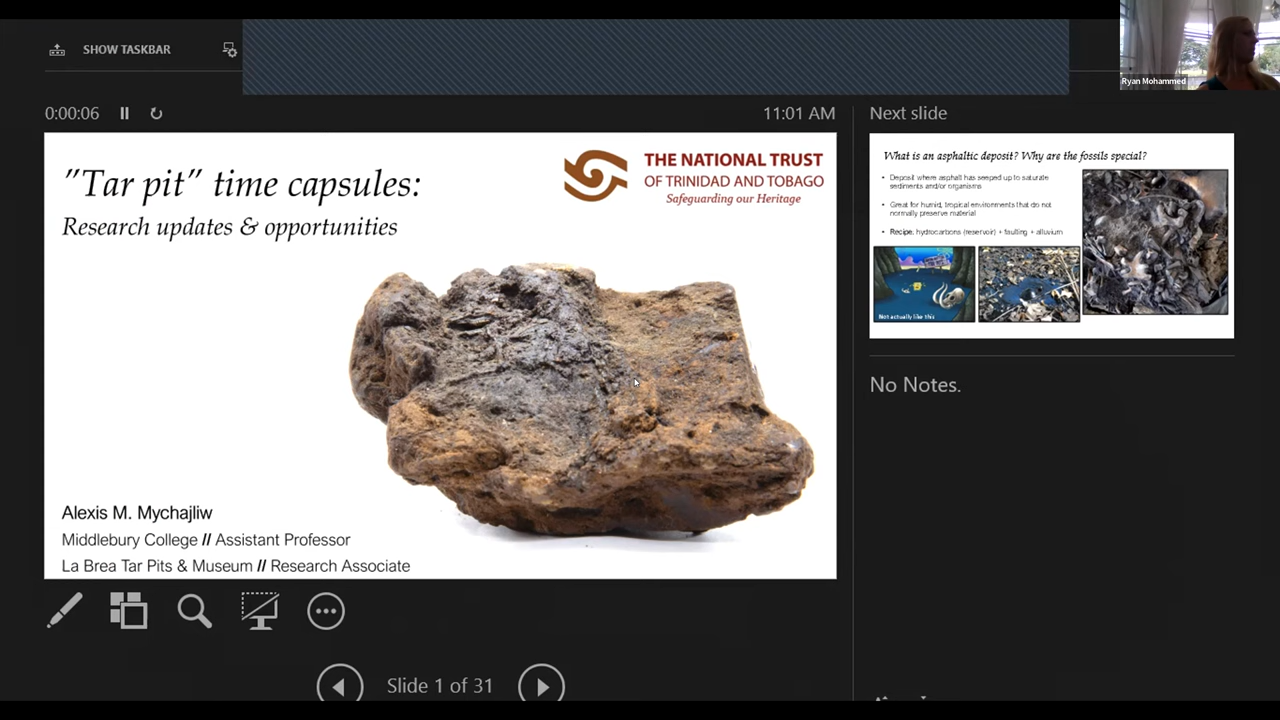 SHOW TASKBAR
Ryan Mohammed
0:00:06
11:01 AM
Next slide
"Tar pit" time capsules:
Research updates & opportunities
THE NATIONAL TRUST
OF TRINIDAD AND TOBAGO
Safeguarding our Heritage
Alexis M. Mychajliw
Middlebury College // Assistant Professor
La Brea Tar Pits & Museum // Research Associate
What is an asphaltic deposit? Why are the fossils special?
• Deposit where asphalt has seeped up to saturate
sediments and/or organisms
• Great for humid, tropical environments that do not
normally preserve material
• Recipe: hydrocarbons (reservoir) + faulting + alluvium
Not actually like this
No Notes.
Slide 1 of 31